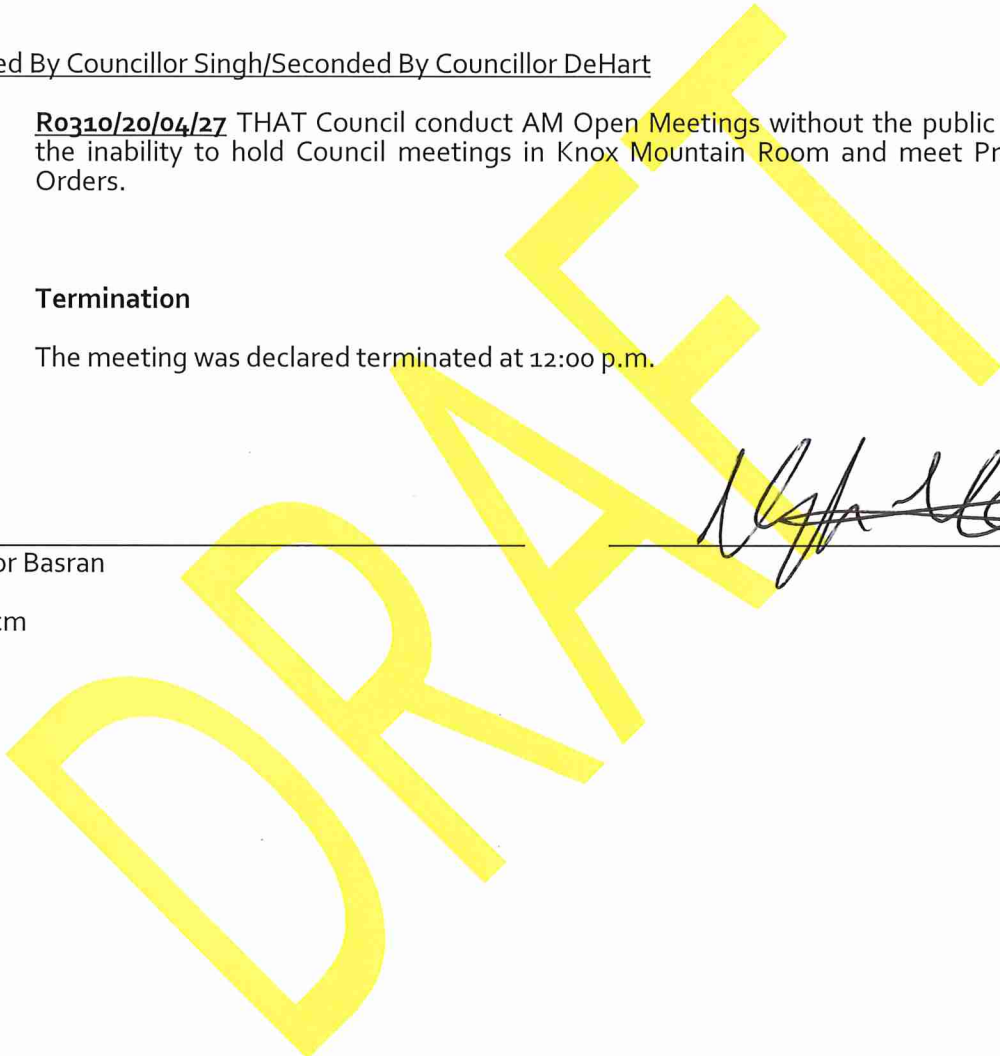 ed By Councillor Singh/Seconded By Councillor DeHart
R0310/20/04/27 THAT Council conduct AM Open Meetings without the public
the inability to hold Council meetings in Knox Mountain Room and meet Pr
Orders.
Termination
The meeting was declared terminated at 12:00 p.m.
or Basran
cm
DRAFT